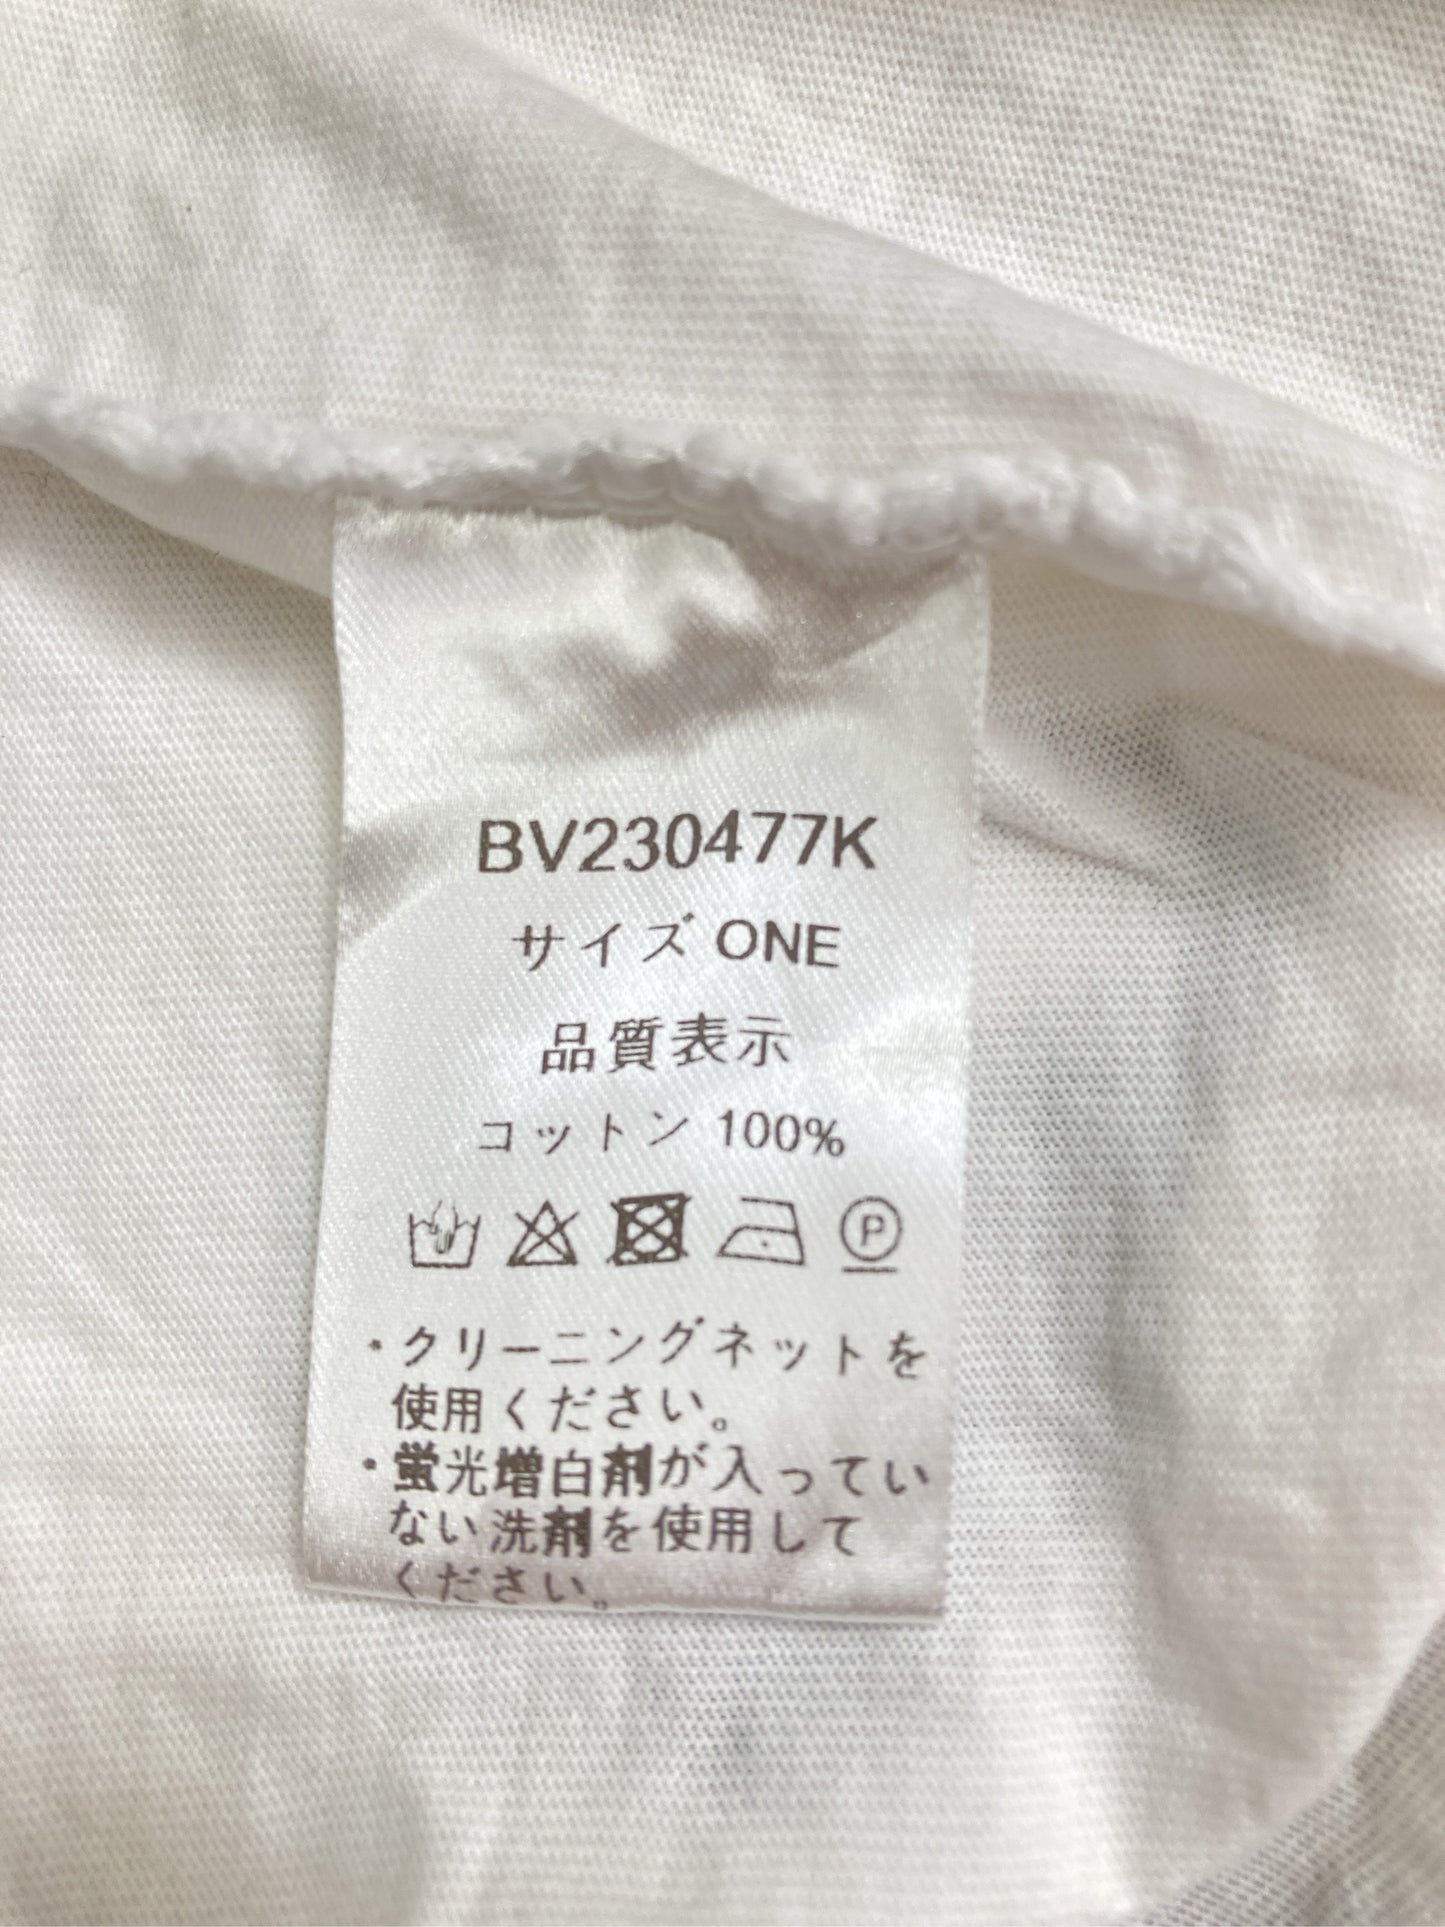 BV230477K
サイズ ONE
品質表示
コットン 100%
P
・クリーニングネットを
使用ください。
・蛍光増白剤が入ってい
ない洗剤を使用して
ください。